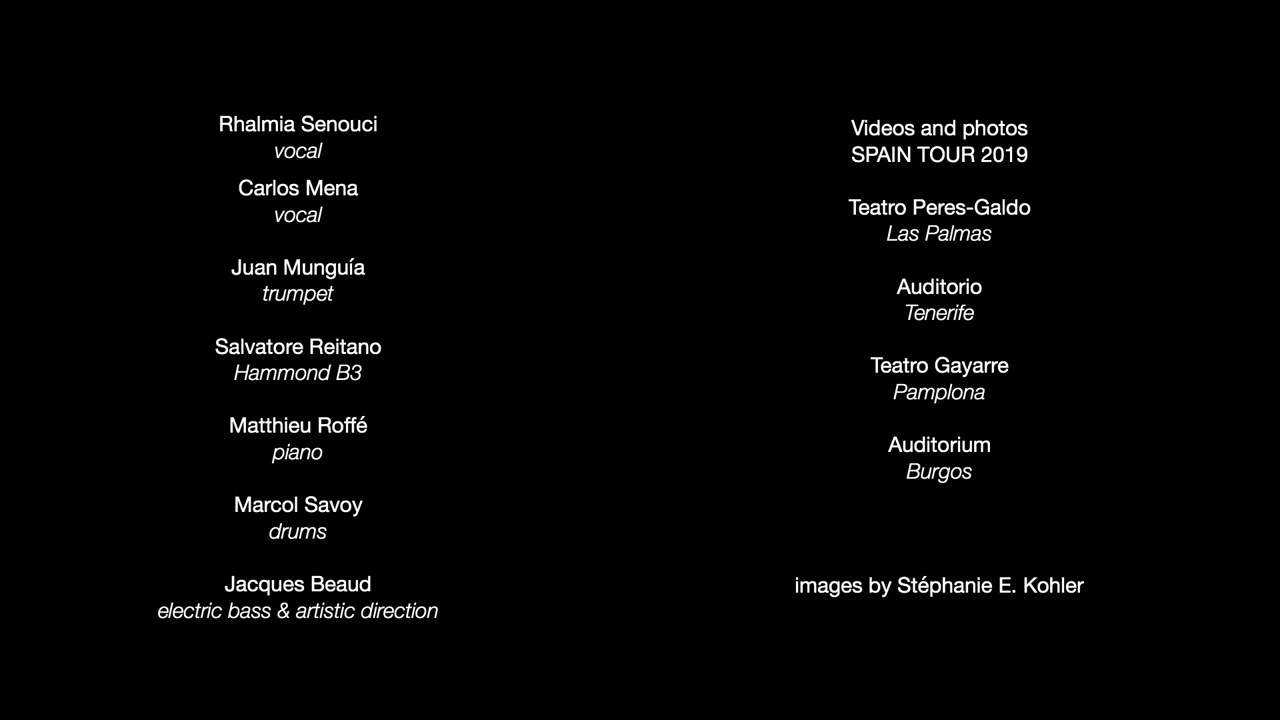 Rhalmia Senouci
vocal
Carlos Mena
vocal
Juan Munguía
trumpet
Salvatore Reitano
Hammond B3
Matthieu Roffé
piano
Marcol Savoy
drums
Jacques Beaud
electric bass & artistic direction
Videos and photos
SPAIN TOUR 2019
Teatro Peres-Galdo
Las Palmas
Auditorio
Tenerife
Teatro Gayarre
Pamplona
Auditorium
Burgos
images by Stéphanie E. Kohler